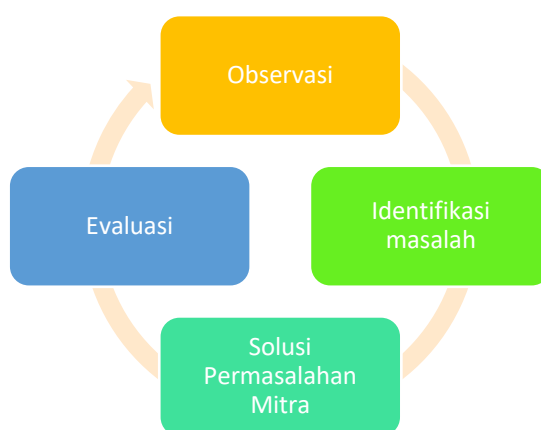 Observasi
Identifikasi
masalah
Solusi
Permasalahan
Mitra
Evaluasi